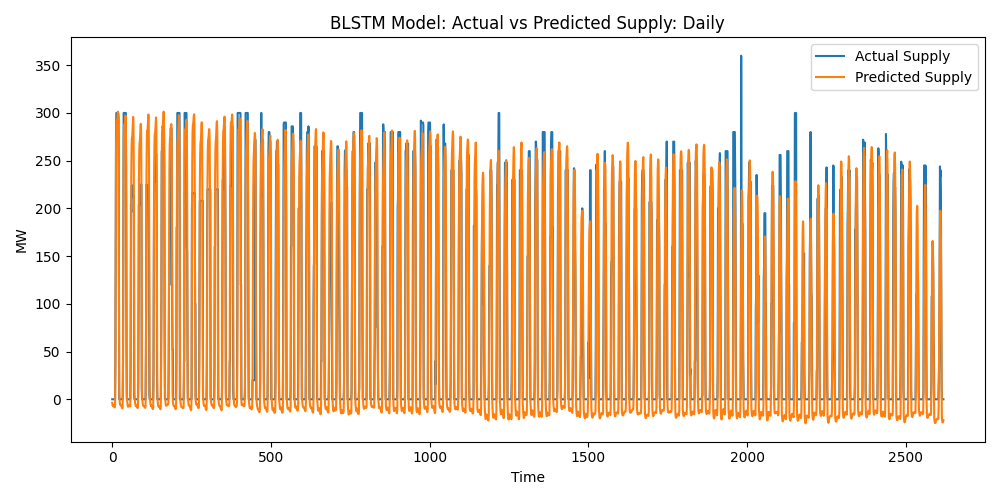 BLSTM Model: Actual vs Predicted Supply: Daily
Actual Supply
Predicted Supply
MW
350
300
250
200
150
100
50
0
0 500 1000 1500 2000 2500
Time